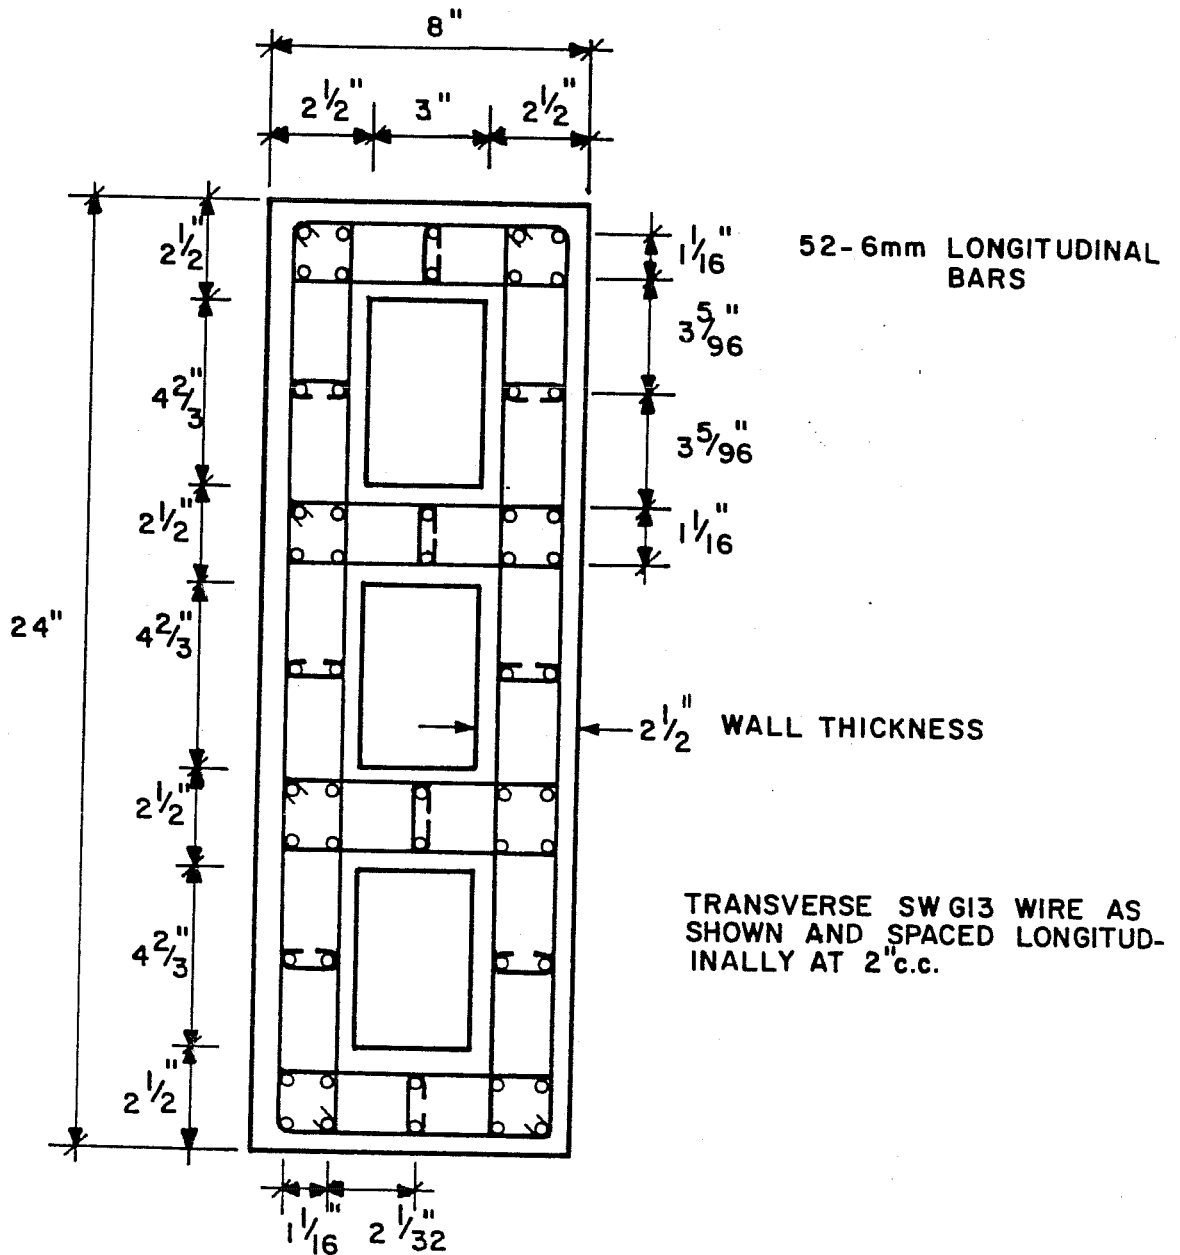 8"
2 1/2" 3" 2 1/2"
2 1/2"
1 1/16"
52-6mm LONGITUDINAL
BARS
3 5/96"
4 2/3"
3 5/96"
2 1/2"
1 1/16"
24"
4 2/3"
2 1/2" WALL THICKNESS
2 1/2"
TRANSVERSE SWG13 WIRE AS
SHOWN AND SPACED LONGITUD-
INALLY AT 2"c.c.
4 2/3"
2 1/2"
1 1/16" 2 1/32"